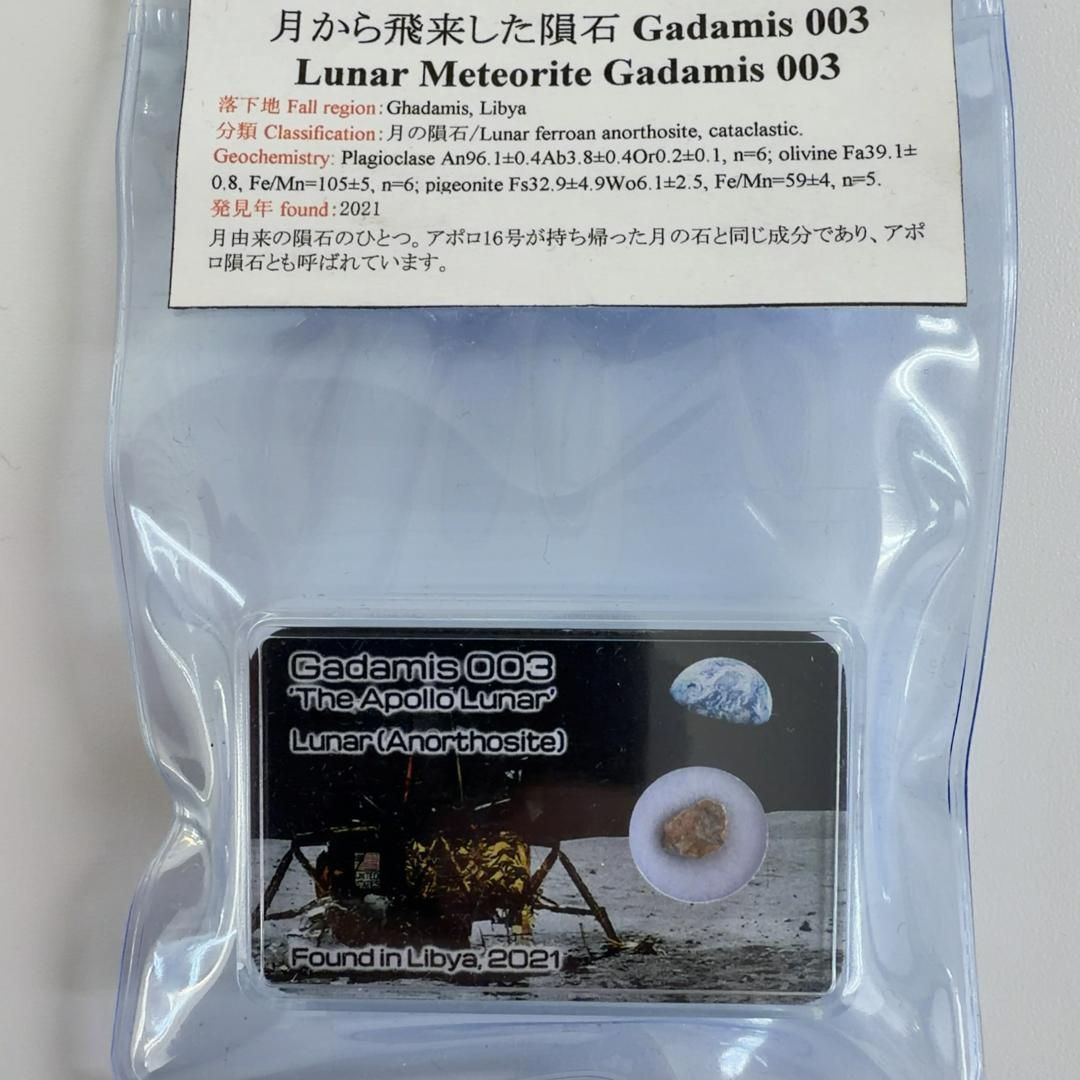 月から飛来した隕石 Gadamis 003
Lunar Meteorite Gadamis 003
落下地 Fall region:Ghadamis, Libya
分類 Classification:月の隕石/Lunar ferroan anorthosite, cataclastic.
Geochemistry: Plagioclase An96.1±0.4Ab3.8±0.4Or0.2±0.1, n=6; olivine Fa39.1±
0.8, Fe/Mn=105±5, n=6; pigeonite Fs32.9±4.9Wo6.1±2.5, Fe/Mn=59±4, n=5.
発見年 found:2021
月由来の隕石のひとつ。アポロ16号が持ち帰った月の石と同じ成分であり、アポ
ロ隕石とも呼ばれています。
Gadamis 003
'The Apollo Lunar'
Lunar (Anorthosite)
UNITED
STATES
Found in Libya, 2021